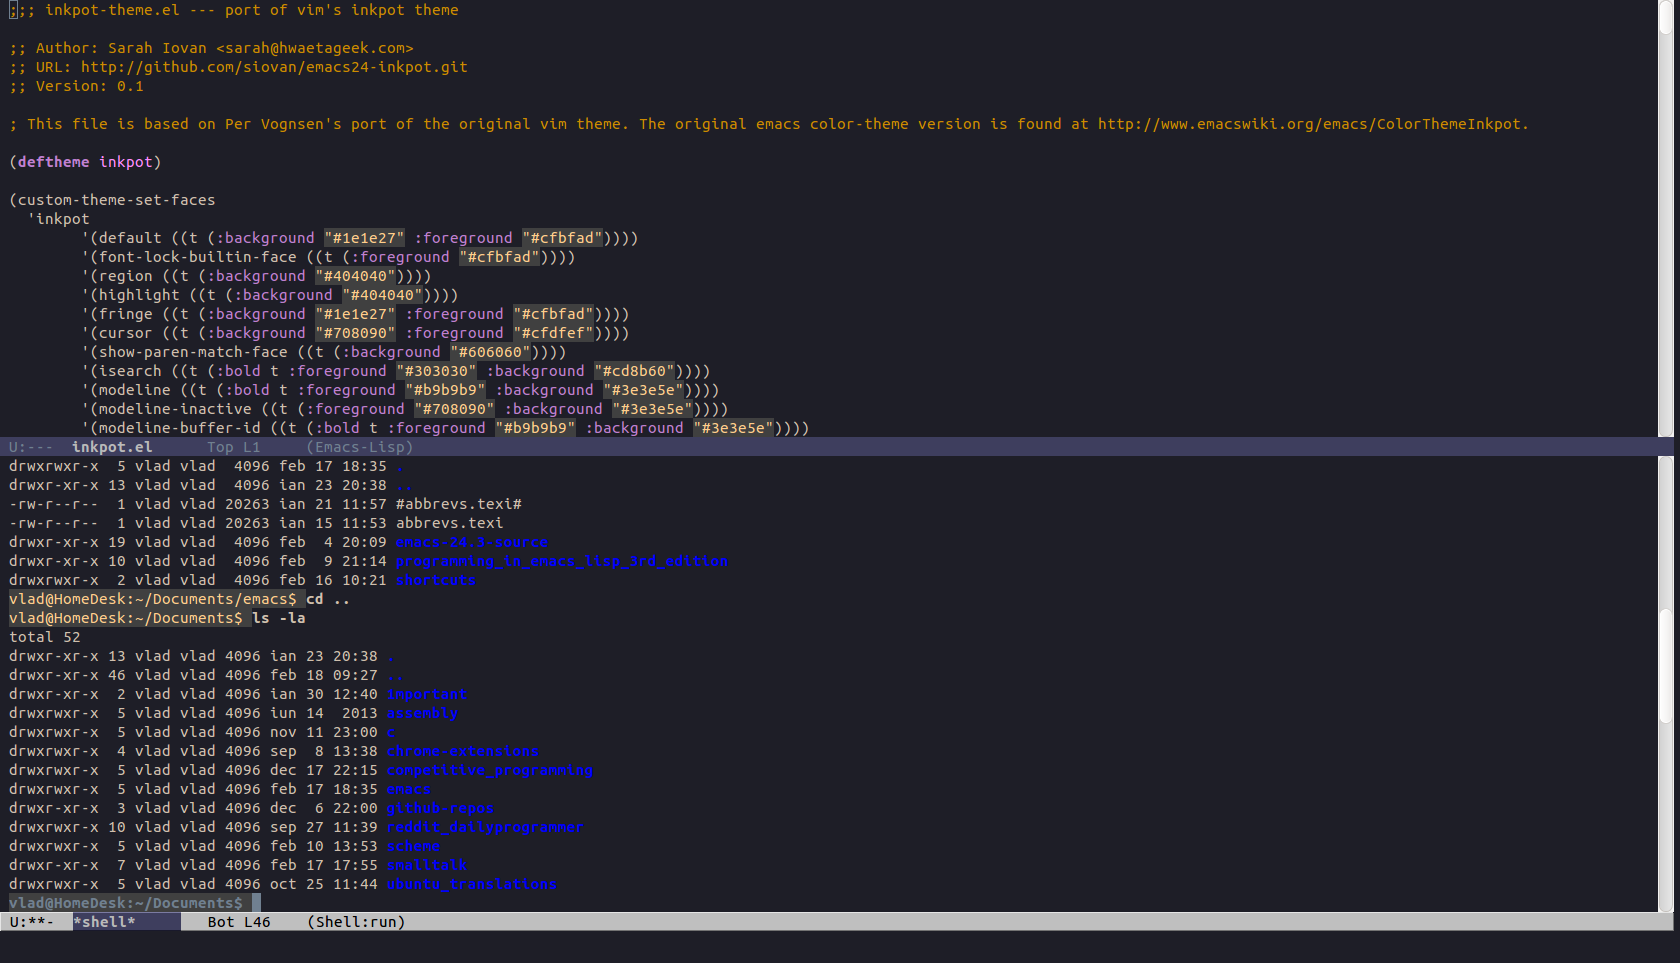 ;;; inkpot-theme.el --- port of vim's inkpot theme
;; Author: Sarah Iovan <sarah@hwaetageek.com>
;; URL: http://github.com/siovan/emacs24-inkpot.git
;; Version: 0.1
; This file is based on Per Vognsen's port of the original vim theme. The original emacs color-theme version is found at http://www.emacswiki.org/emacs/ColorThemeInkpot.
(deftheme inkpot)
(custom-theme-set-faces
  'inkpot
        '(default ((t (:background "#1e1e27" :foreground "#cfbfad"))))
        '(font-lock-builtin-face ((t (:foreground "#cfbfad"))))
        '(region ((t (:background "#404040"))))
        '(highlight ((t (:background "#404040"))))
        '(fringe ((t (:background "#1e1e27" :foreground "#cfbfad"))))
        '(cursor ((t (:background "#708090" :foreground "#cfdfef"))))
        '(show-paren-match-face ((t (:background "#606060"))))
        '(isearch ((t (:bold t :foreground "#303030" :background "#cd8b60"))))
        '(modeline ((t (:bold t :foreground "#b9b9b9" :background "#3e3e5e"))))
        '(modeline-inactive ((t (:foreground "#708090" :background "#3e3e5e"))))
        '(modeline-buffer-id ((t (:bold t :foreground "#b9b9b9" :background "#3e3e5e"))))
U:---  inkpot.el      Top L1     (Emacs-Lisp)
drwxrwxr-x  5 vlad vlad  4096 feb 17 18:35 .
drwxr-xr-x 13 vlad vlad  4096 ian 23 20:38 ..
-rw-r--r--  1 vlad vlad 20263 ian 21 11:57 #abbrevs.texi#
-rw-r--r--  1 vlad vlad 20263 ian 15 11:53 abbrevs.texi
drwxr-xr-x 19 vlad vlad  4096 feb  4 20:09 emacs-24.3-source
drwxr-xr-x 10 vlad vlad  4096 feb  9 21:14 programming_in_emacs_lisp_3rd_edition
drwxrwxr-x  2 vlad vlad  4096 feb 16 10:21 shortcuts
vlad@HomeDesk:~/Documents/emacs$ cd ..
vlad@HomeDesk:~/Documents$ ls -la
total 52
drwxr-xr-x 13 vlad vlad 4096 ian 23 20:38 .
drwxr-xr-x 46 vlad vlad 4096 feb 18 09:27 ..
drwxr-xr-x  2 vlad vlad 4096 ian 30 12:40 important
drwxrwxr-x  5 vlad vlad 4096 iun 14  2013 assembly
drwxrwxr-x  5 vlad vlad 4096 nov 11 23:00 c
drwxrwxr-x  4 vlad vlad 4096 sep  8 13:38 chrome-extensions
drwxrwxr-x  5 vlad vlad 4096 dec 17 22:15 competitive_programming
drwxrwxr-x  5 vlad vlad 4096 feb 17 18:35 emacs
drwxr-xr-x  3 vlad vlad 4096 dec  6 22:00 github-repos
drwxrwxr-x 10 vlad vlad 4096 sep 27 11:39 reddit_dailyprogrammer
drwxrwxr-x  5 vlad vlad 4096 feb 10 13:53 scheme
drwxr-xr-x  7 vlad vlad 4096 feb 17 17:55 smalltalk
drwxrwxr-x  5 vlad vlad 4096 oct 25 11:44 ubuntu_translations
vlad@HomeDesk:~/Documents$
U:**-  *shell*        Bot L46    (Shell:run)